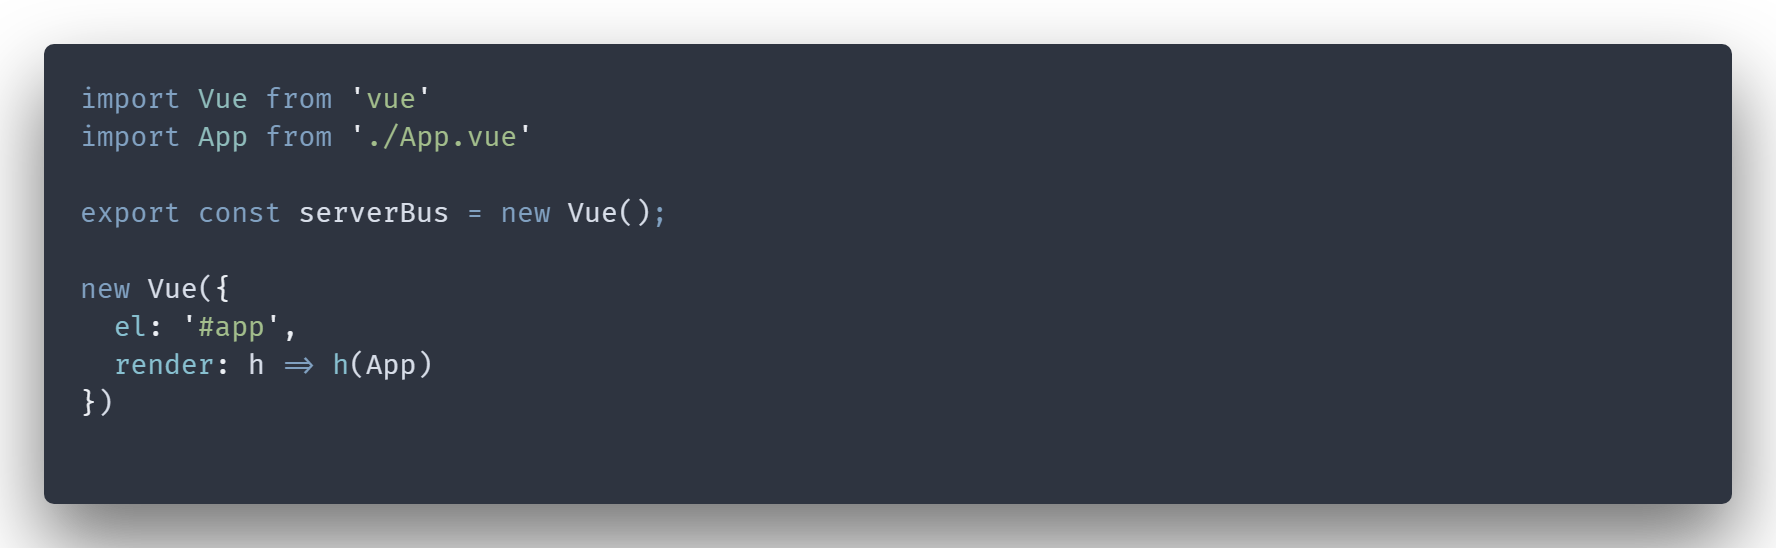 import Vue from 'vue'
import App from './App.vue'
export const serverBus = new Vue();
new Vue({
  el: '#app',
  render: h => h(App)
})